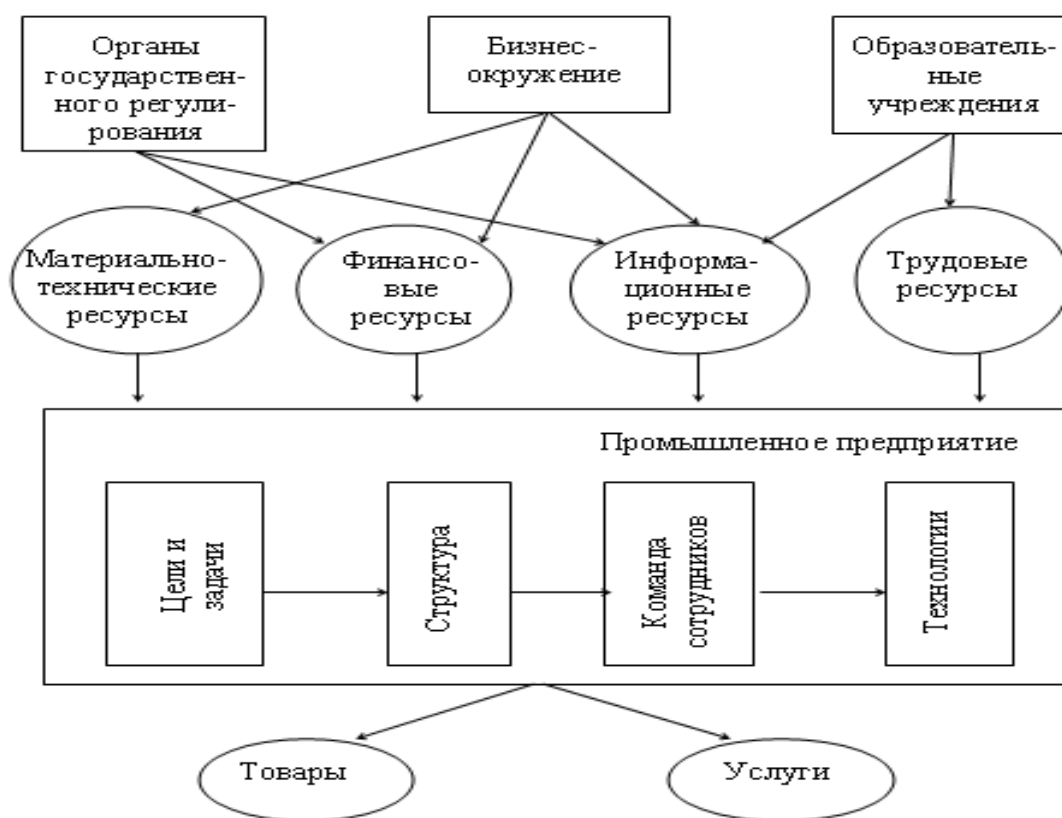 Органы
государствен-
ного регули-
рования
Бизнес-
окружение
Образователь-
ные
учреждения
Материально-
технические
ресурсы
Финансо-
вые
ресурсы
Информа-
ционные
ресурсы
Трудовые
ресурсы
Промышленное предприятие
Цели и
задачи
Структура
Команда
сотрудников
Технологии
Товары
Услуги